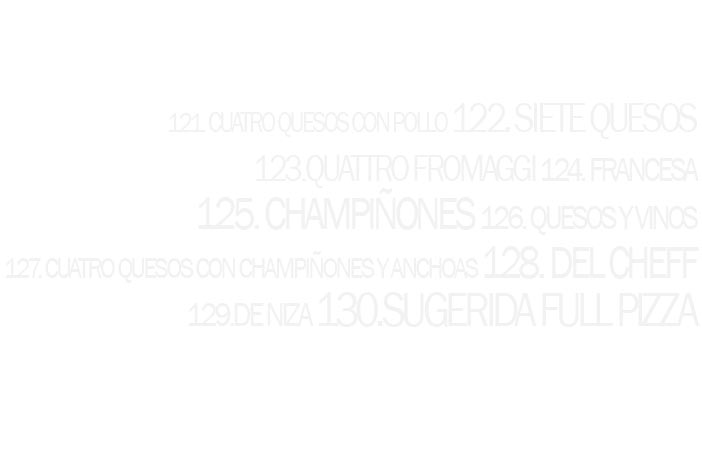 121. CUATRO QUESOS CON POLLO 122. SIETE QUESOS
123.QUATTRO FROMAGGI 124. FRANCESA
125. CHAMPIÑONES 126. QUESOS Y VINOS
127. CUATRO QUESOS CON CHAMPIÑONES Y ANCHOAS 128. DEL CHEFF
129.DE NIZA 130.SUGERIDA FULL PIZZA